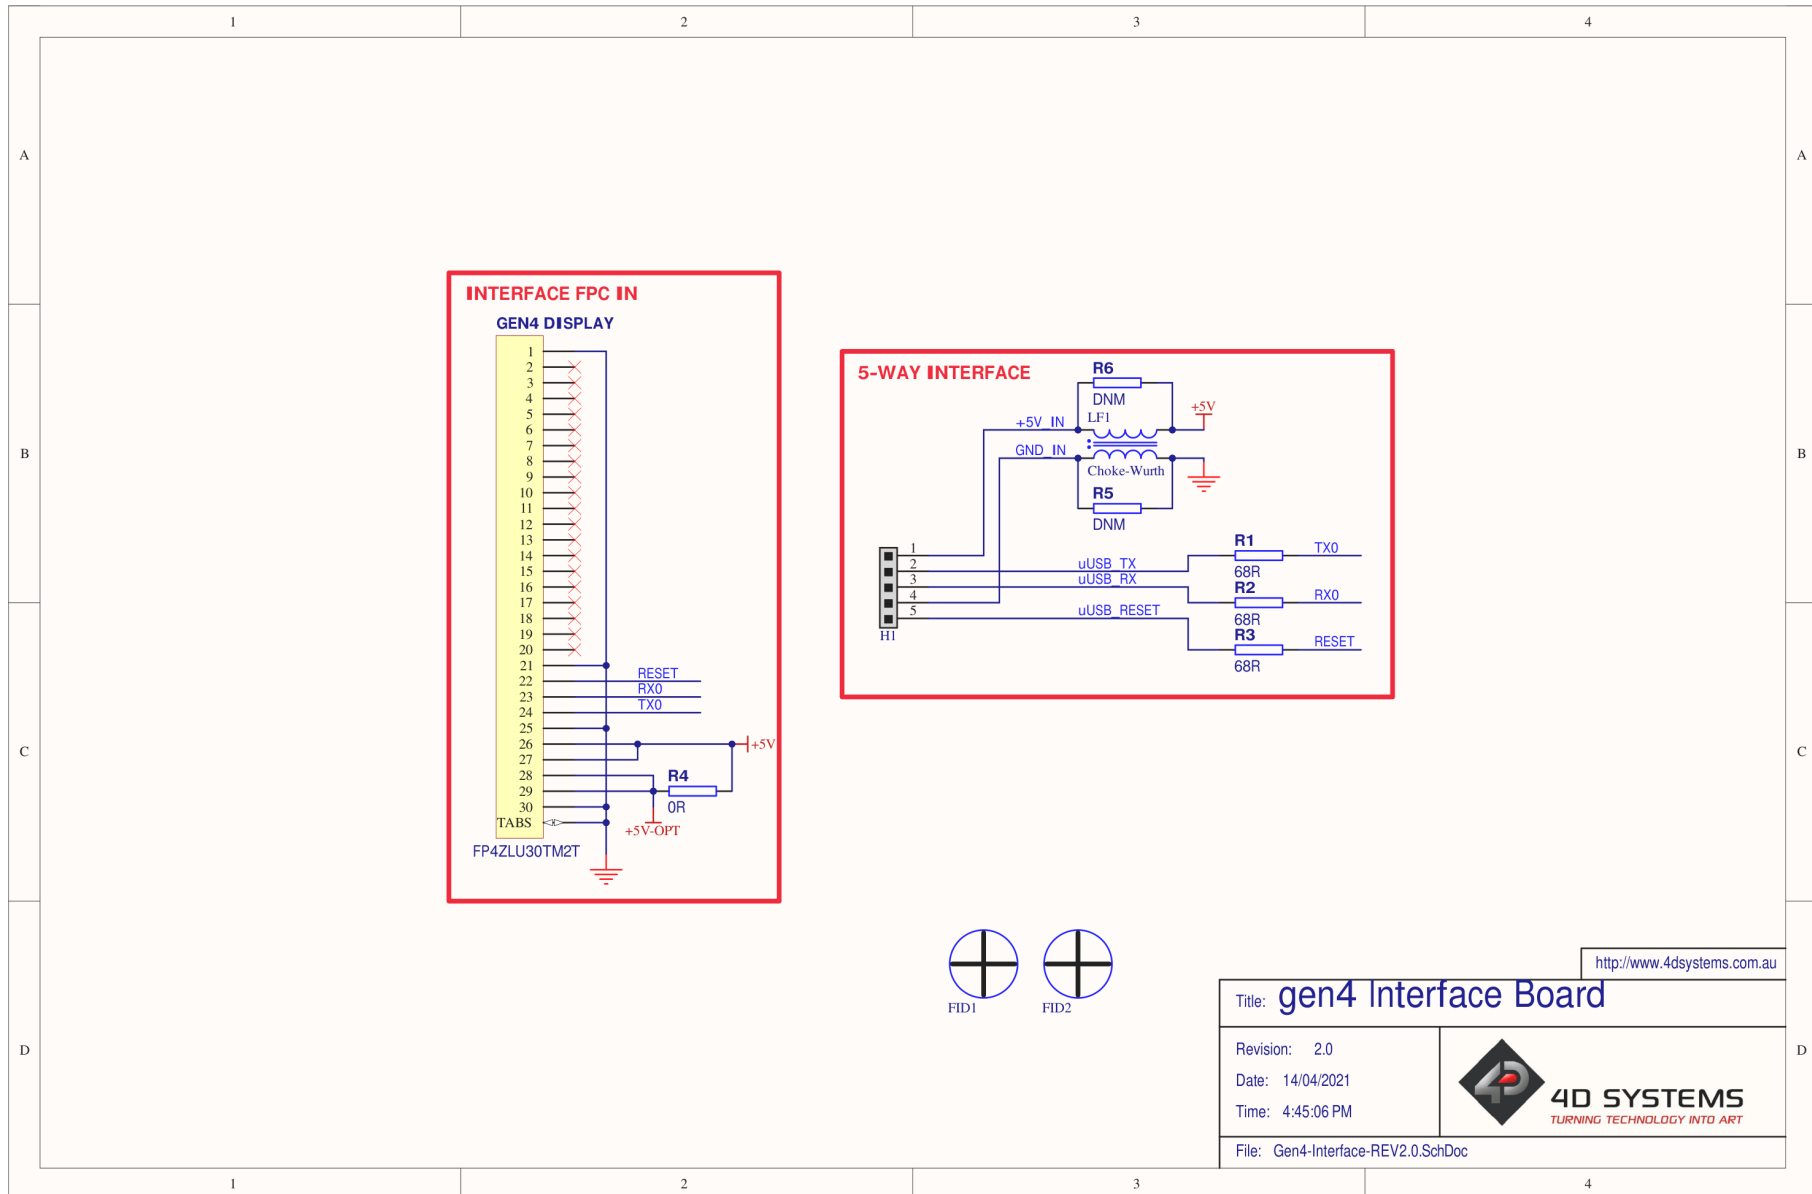 1 2 3 4
A A
B B
C C
D D
INTERFACE FPC IN
GEN4 DISPLAY
1
2
3
4
5
6
7
8
9
10
11
12
13
14
15
16
17
18
19
20
21
22 RESET
23 RX0
24 TX0
25
26 +5V
27
28 R4
29 0R
30
TABS +5V-OPT
FP4ZLU30TM2T
5-WAY INTERFACE
R6
DNM
LF1
+5V_IN +5V
GND_IN
Choke-Wurth
R5
DNM
1 R1 TX0
2 uUSB_TX 68R
3 uUSB_RX R2 RX0
4 68R
5 uUSB_RESET R3 RESET
H1 68R
FID1 FID2
http://www.4dsystems.com.au
Title: gen4 Interface Board
Revision: 2.0
Date: 14/04/2021
Time: 4:45:06 PM
4D SYSTEMS
TURNING TECHNOLOGY INTO ART
File: Gen4-Interface-REV2.0.SchDoc
1 2 3 4